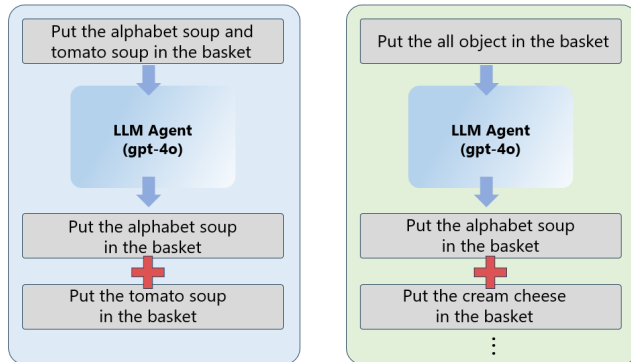 Put the alphabet soup and
tomato soup in the basket
LLM Agent
(gpt-4o)
Put the alphabet soup
in the basket
Put the tomato soup
in the basket
Put the all object in the basket
LLM Agent
(gpt-4o)
Put the alphabet soup
in the basket
Put the cream cheese
in the basket
⋮